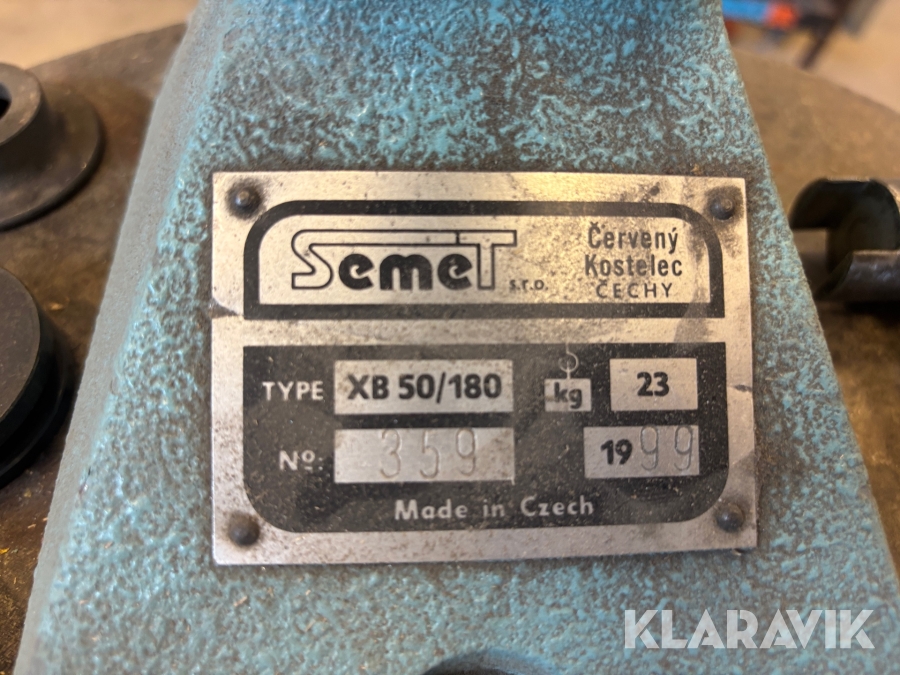 Semet s.r.o.
Červený
Kostelec
ČECHY
TYPE XB 50/180 kg 23
No: 359 1999
Made in Czech
KLARAVIK